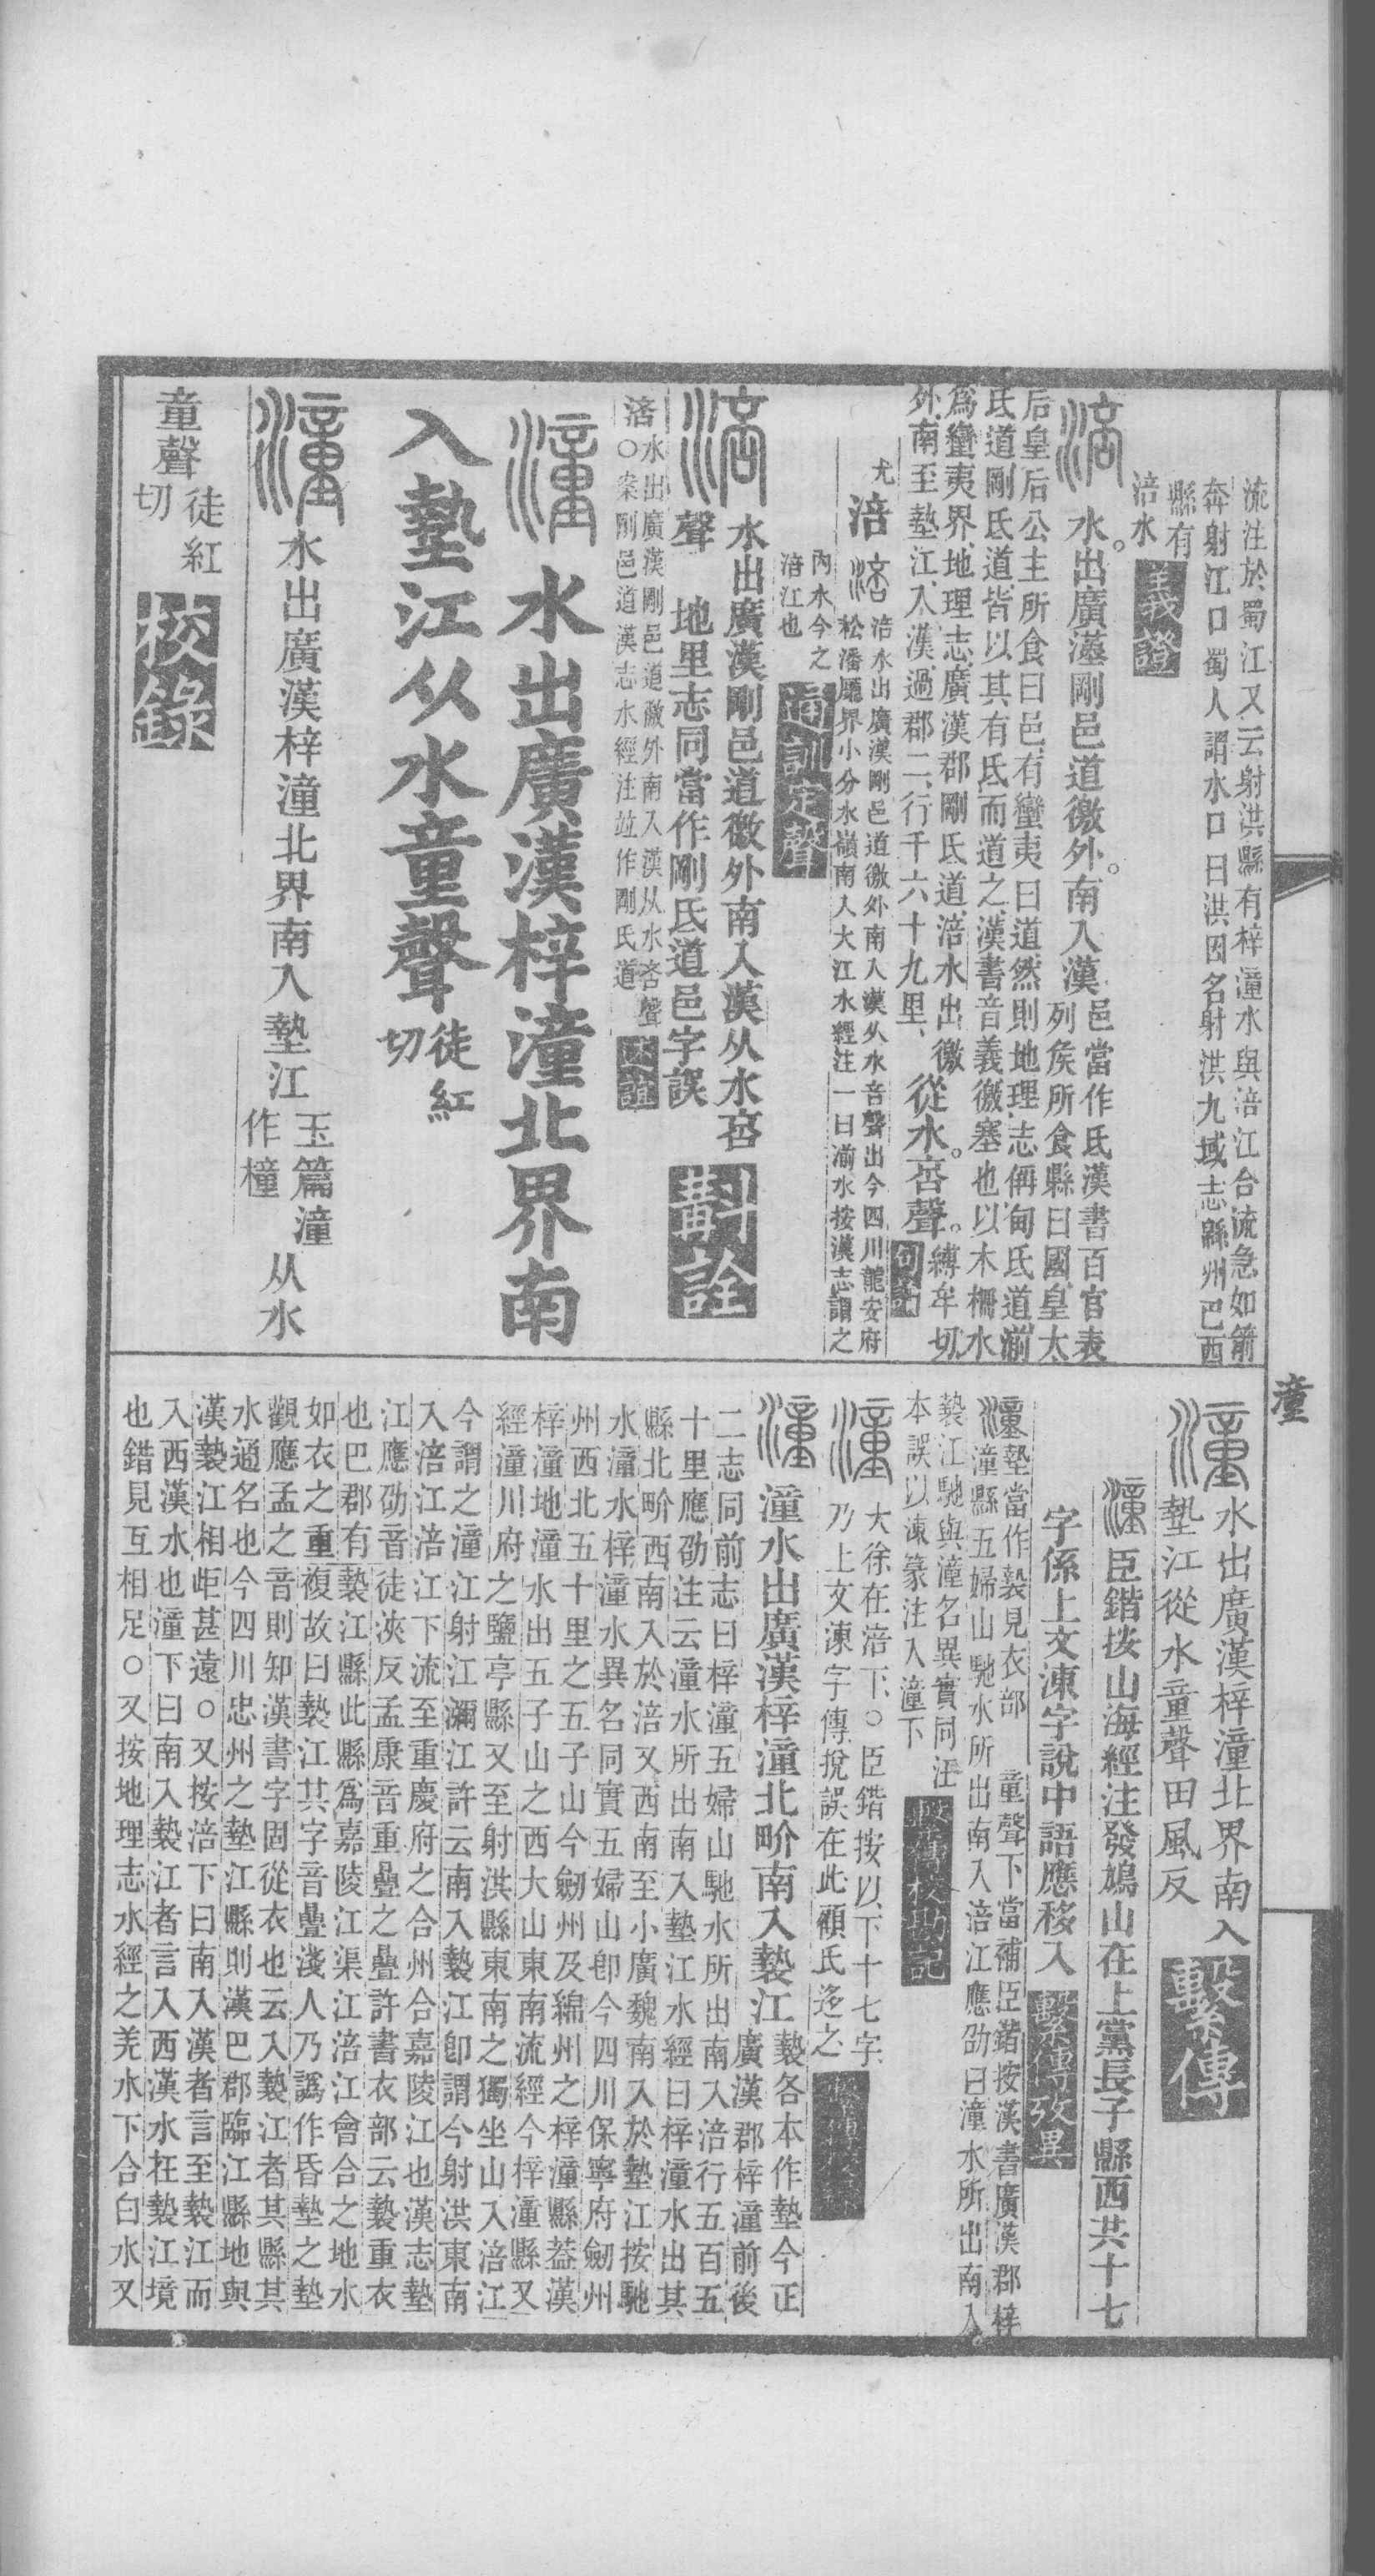 潼
流注於蜀江又云射洪縣有梓潼水與涪江合流急如箭
奔射江口蜀人謂水口曰洪因名射洪九域志縣州巴西
縣有
涪水
義證
水出廣漢剛邑道徼外南入漢
邑當作氐漢書百官表
列矦所食縣曰國皇太
后皇后公主所食曰邑有蠻夷曰道然則地理志偁甸氐道湔
氐道剛氐道皆以其有氐而道之漢書音義徼塞也以木柵水
爲蠻夷界地理志廣漢郡剛氐道涪水出徼
外南至墊江入漢過郡二行千六十九里
從水咅聲
縛牟切
句讀
尤
涪
涪水出廣漢剛邑道徼外南入漢从水音聲出今四川龍安府
松潘廳界小分水嶺南入大江水經注一曰湔水按漢志謂之
內水今之
涪江也
通訓定聲
水出廣漢剛邑道徼外南入漢从水咅
聲
地里志同當作剛氐道邑字誤
斠詮
水出廣漢剛邑道徼外南入漢从水咅聲
○案剛邑道漢志水經注竝作剛氐道
水出廣漢梓潼北界南
入墊江从水童聲
徒紅
切
水出廣漢梓潼北界南入墊江
玉篇潼
作橦
从水
童聲
徒紅
切
校錄
水出廣漢梓潼北界南入
墊江從水童聲田風反
繫傳
臣鍇按山海經注發鳩山在上黨長子縣西共十七
字係上文涷字說中語應移入
繫傳攷異
墊當作褺見衣部
童聲下當補臣鍇按漢書廣漢郡梓
潼縣五婦山馳水所出南入涪江應劭曰潼水所出南入
褺江馳與潼名異實同汪
本誤以涷篆注入潼下
繫傳校勘記
大徐在涪下○臣鍇按以下十七字
乃上文涷字傳挩誤在此顧氏迻之
潼水出廣漢梓潼北畍南入褺江
褺各本作墊今正
廣漢郡梓潼前後
二志同前志曰梓潼五婦山馳水所出南入涪行五百五
十里應劭注云潼水所出南入墊江水經曰梓潼水出其
縣北畍西南入於涪又西南至小廣魏南入於墊江按馳
水潼水梓潼水異名同實五婦山卽今四川保寧府劒州
州西北五十里之五子山今劒州及綿州之梓潼縣葢漢
梓潼地潼水出五子山之西大山東南流經今梓潼縣又
經潼川府之鹽亭縣又至射洪縣東南之獨坐山入涪江
今謂之潼江射江瀰江許云南入褺江卽謂今射洪東南
入涪江涪江下流至重慶府之合州合嘉陵江也漢志墊
江應劭音徒浹反孟康音重疊之疊許書衣部云褺重衣
也巴郡有褺江縣此縣爲嘉陵江渠江涪江會合之地水
如衣之重複故曰褺江其字音疊淺人乃譌作昏墊之墊
觀應孟之音則知漢書字固從衣也云入褺江者其縣其
水通名也今四川忠州之墊江縣則漢巴郡臨江縣地與
漢褺江相歫甚遠○又按涪下曰南入漢者言至褺江而
入西漢水也潼下曰南入褺江者言入西漢水在褺江境
也錯見互相足○又按地理志水經之羌水下合白水又